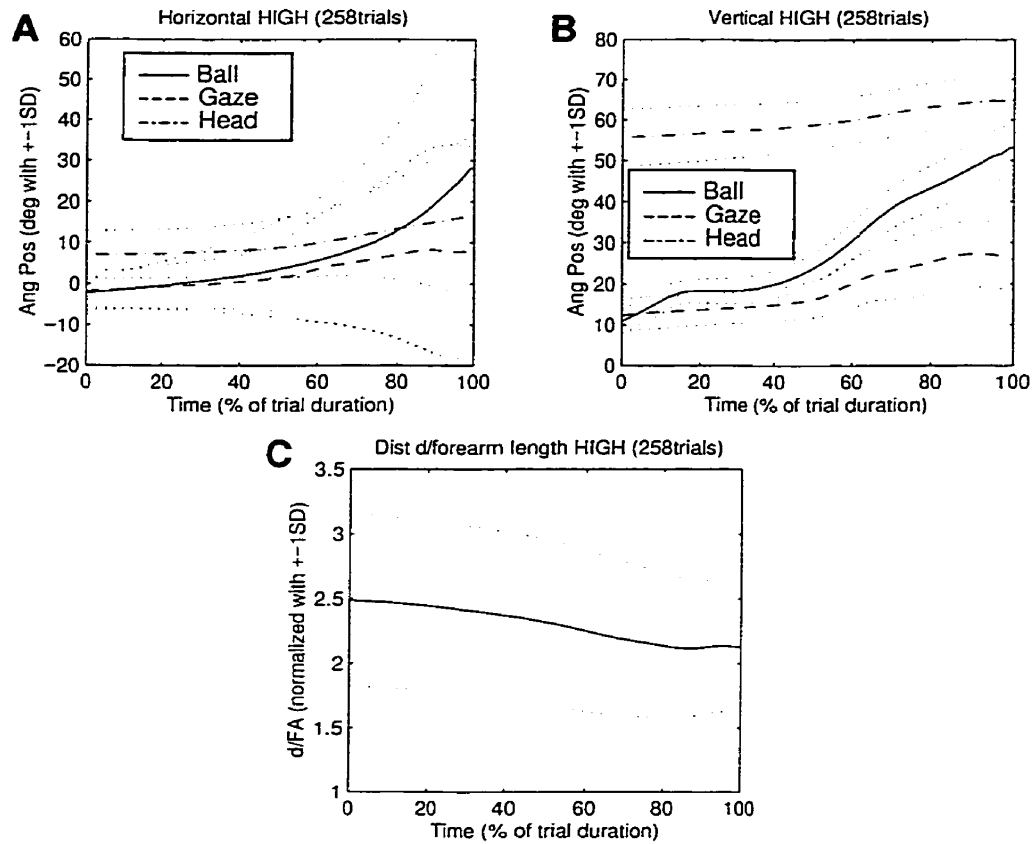 A
Horizontal HIGH (258trials)
Ang Pos (deg with +-1SD)
60
50
40
30
20
10
0
-10
-20
Ball
Gaze
Head
0 20 40 60 80 100
Time (% of trial duration)
B
Vertical HIGH (258trials)
Ang Pos (deg with +-1SD)
80
70
60
50
40
30
20
10
0
Ball
Gaze
Head
0 20 40 60 80 100
Time (% of trial duration)
C
Dist d/forearm length HIGH (258trials)
d/FA (normalized with +-1SD)
3.5
3
2.5
2
1.5
1
0 20 40 60 80 100
Time (% of trial duration)